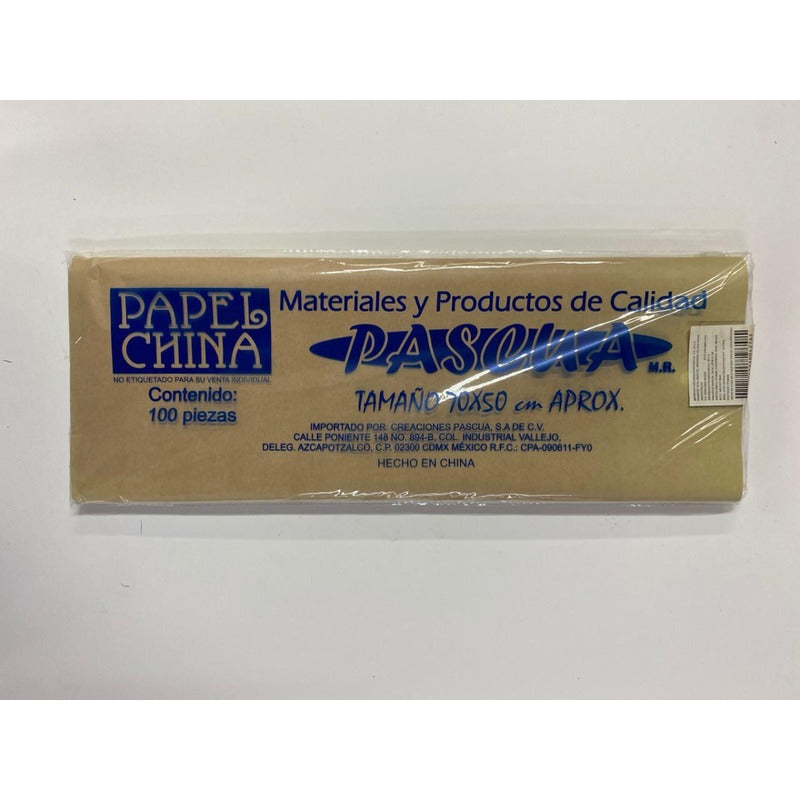 PAPEL
CHINA
NO ETIQUETADO PARA SU VENTA INDIVIDUAL
Contenido:
100 piezas
Materiales y Productos de Calidad
PASCUA
M.R.
TAMAÑO 70X50 cm APROX.
IMPORTADO POR: CREACIONES PASCUA, S.A DE C.V.
CALLE PONIENTE 148 NO. 894-B. COL. INDUSTRIAL VALLEJO,
DELEG. AZCAPOTZALCO, C.P. 02300 CDMX MÉXICO R.F.C.: CPA-090611-FY0
HECHO EN CHINA